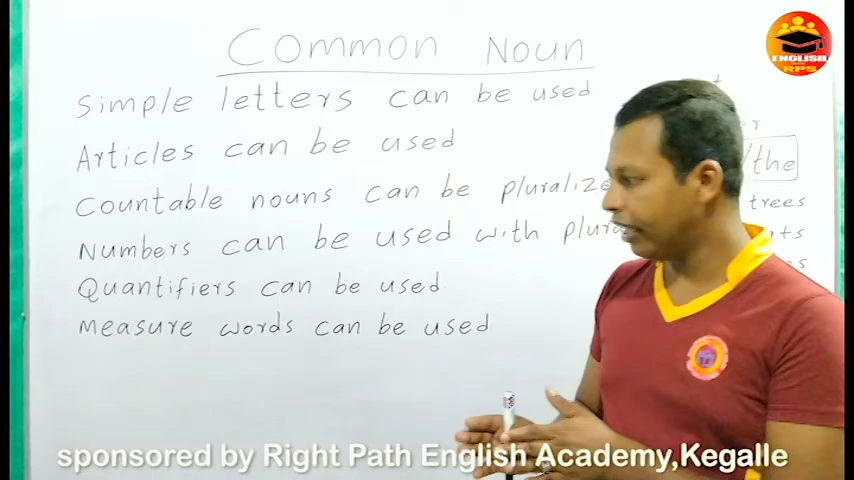 Common Noun
Simple letters can be used
Articles can be used
/the
Countable nouns can be
trees
Numbers can be used with
Quantifiers can be used
Measure words can be used
ENGLISH
RPS
sponsored by Right Path English Academy,Kegalle